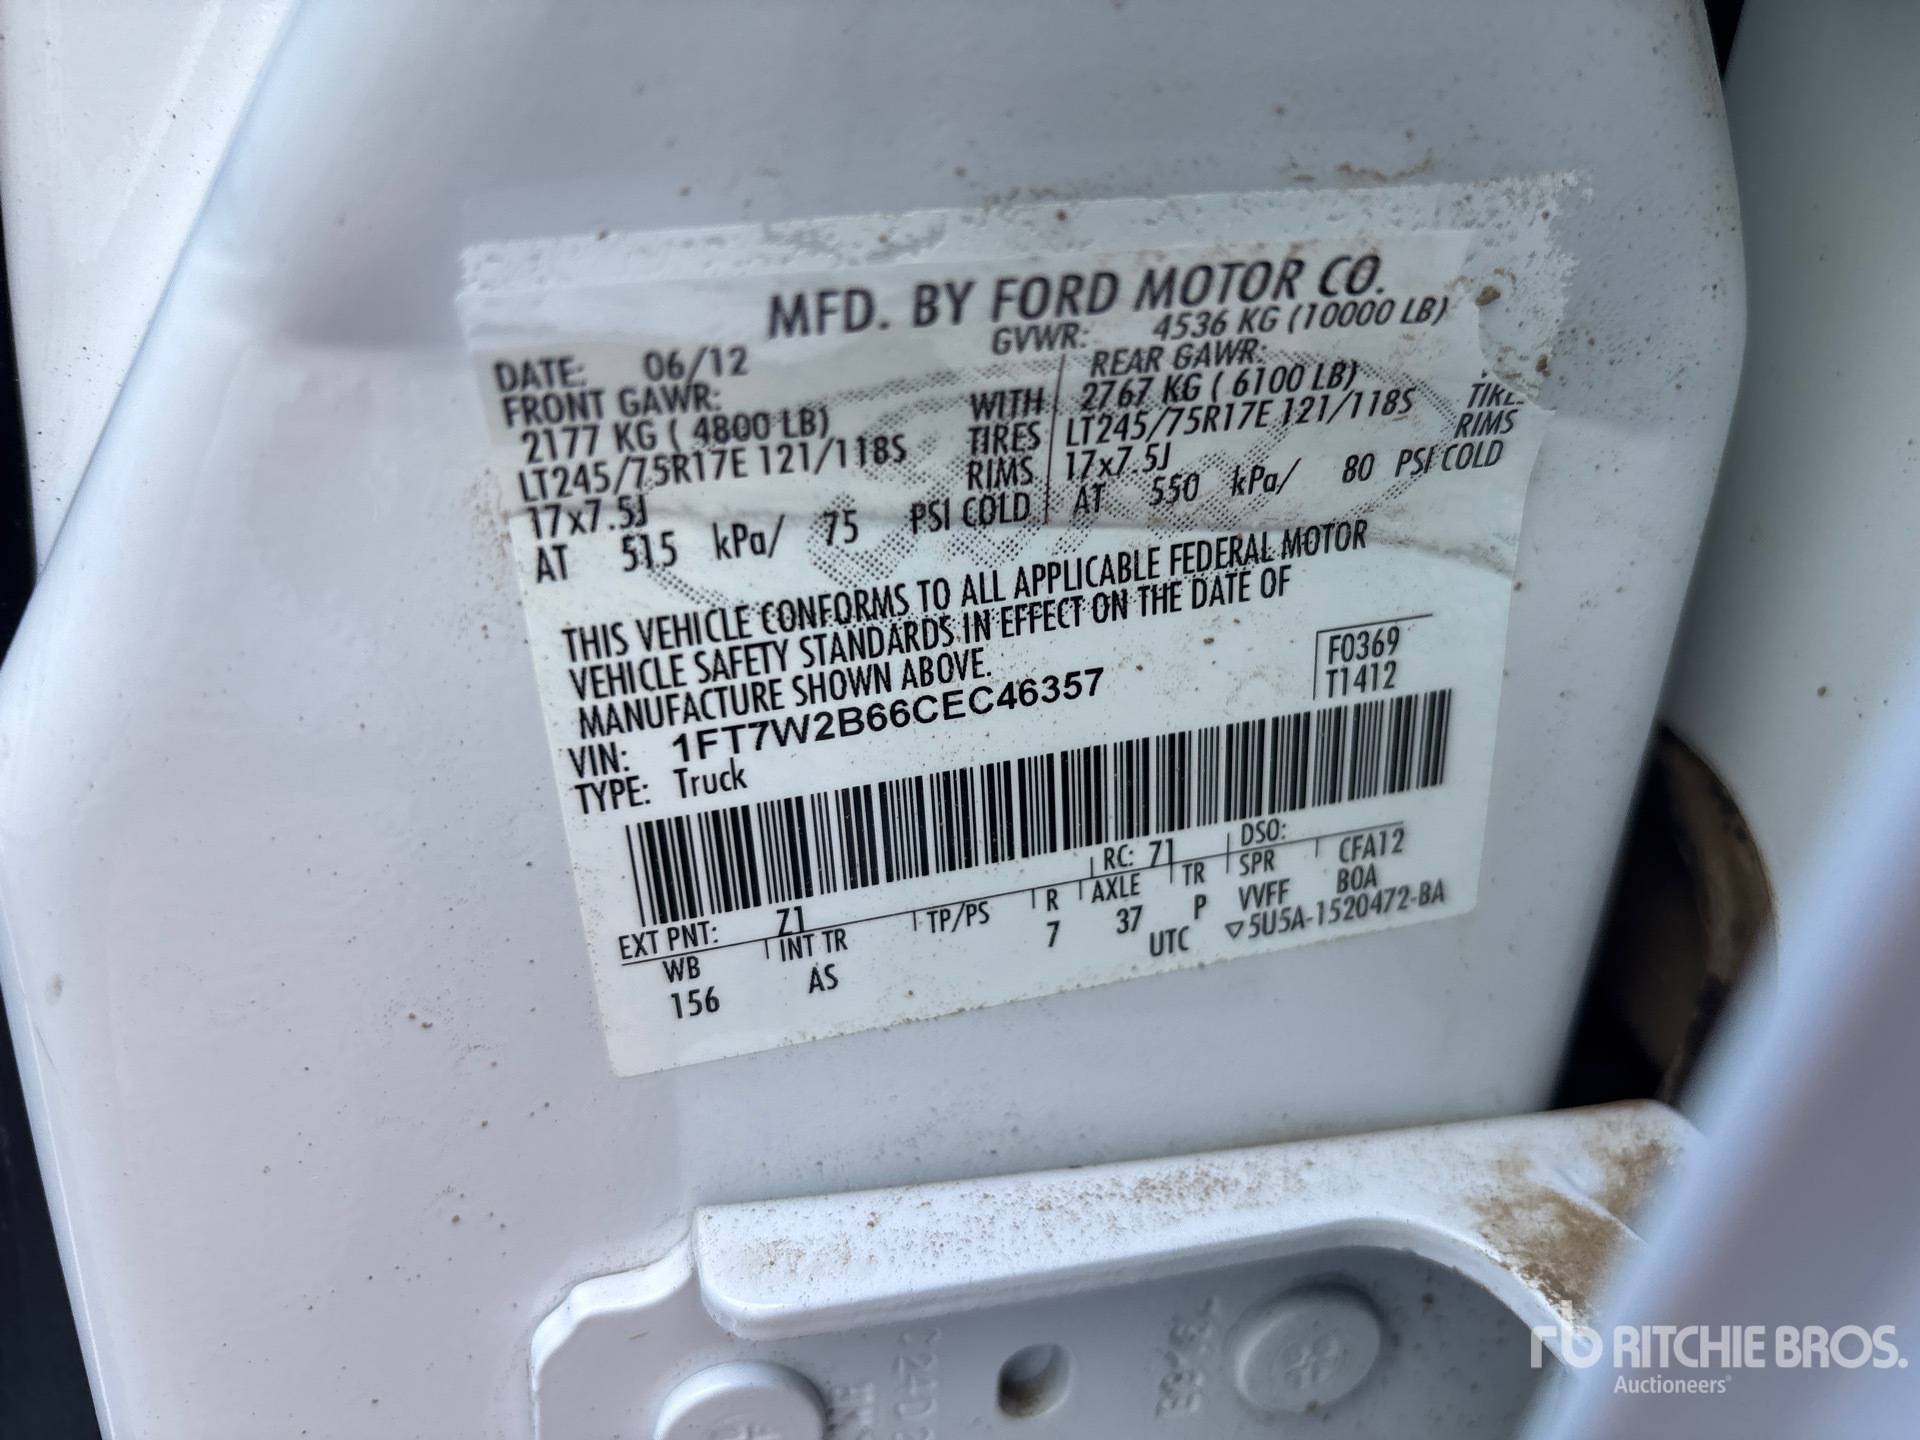 MFD. BY FORD MOTOR CO.
DATE: 06/12 GVWR: 4536 KG (10000 LB)
FRONT GAWR: REAR GAWR:
2177 KG ( 4800 LB) WITH 2767 KG ( 6100 LB)
LT245/75R17E 121/118S TIRES LT245/75R17E 121/118S
17x7.5J RIMS 17x7.5J RIMS
AT 515 kPa/ 75 PSI COLD AT 550 kPa/ 80 PSI COLD
THIS VEHICLE CONFORMS TO ALL APPLICABLE FEDERAL MOTOR
VEHICLE SAFETY STANDARDS IN EFFECT ON THE DATE OF
MANUFACTURE SHOWN ABOVE.
F0369
VIN: 1FT7W2B66CEC46357 T1412
TYPE: Truck
EXT PNT: Z1 RC: 71 DSO:
WB INT TR TP/PS R AXLE TR SPR CFA12
156 AS 7 37 P VVFF BOA
UTC ▽5U5A-1520472-BA
rb RITCHIE BROS.
Auctioneers